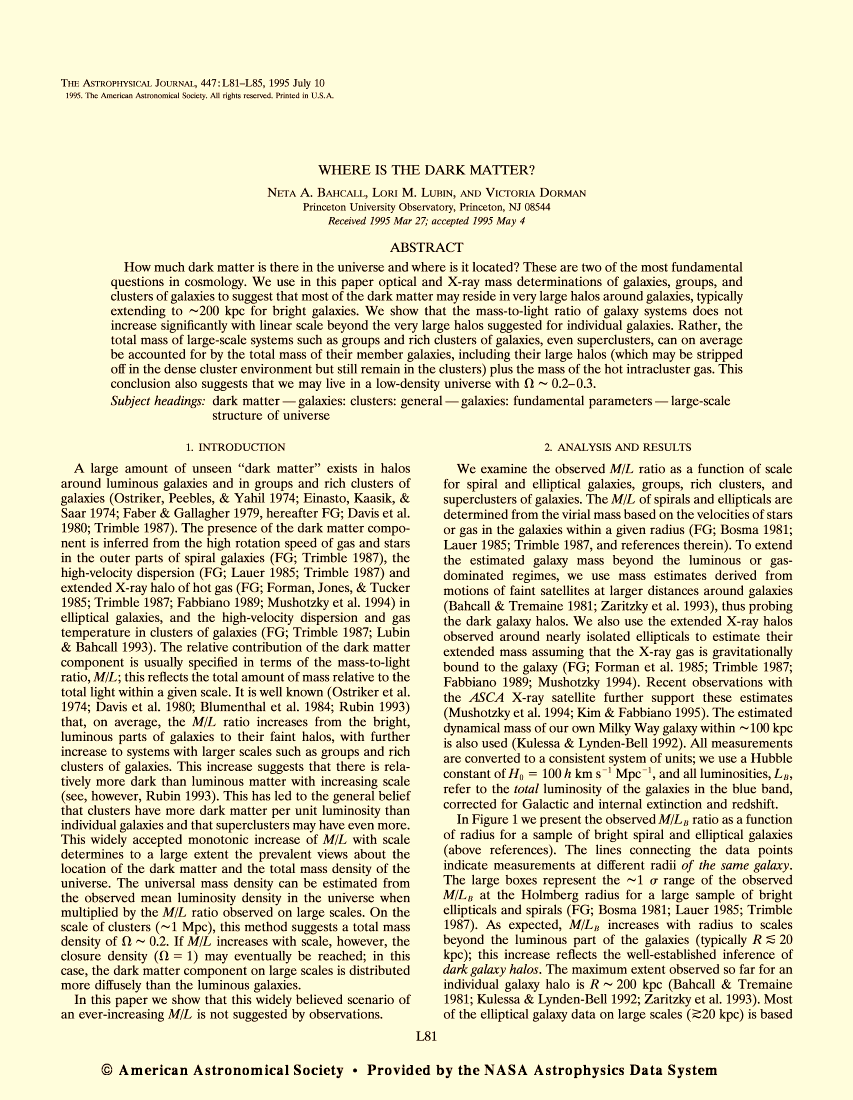 THE ASTROPHYSICAL JOURNAL, 447:L81–L85, 1995 July 10
1995. The American Astronomical Society. All rights reserved. Printed in U.S.A.
WHERE IS THE DARK MATTER?
NETA A. BAHCALL, LORI M. LUBIN, AND VICTORIA DORMAN
Princeton University Observatory, Princeton, NJ 08544
Received 1995 Mar 27; accepted 1995 May 4
ABSTRACT
How much dark matter is there in the universe and where is it located? These are two of the most fundamental
questions in cosmology. We use in this paper optical and X-ray mass determinations of galaxies, groups, and
clusters of galaxies to suggest that most of the dark matter may reside in very large halos around galaxies, typically
extending to ~200 kpc for bright galaxies. We show that the mass-to-light ratio of galaxy systems does not
increase significantly with linear scale beyond the very large halos suggested for individual galaxies. Rather, the
total mass of large-scale systems such as groups and rich clusters of galaxies, even superclusters, can on average
be accounted for by the total mass of their member galaxies, including their large halos (which may be stripped
off in the dense cluster environment but still remain in the clusters) plus the mass of the hot intracluster gas. This
conclusion also suggests that we may live in a low-density universe with Ω ~ 0.2–0.3.
Subject headings: dark matter — galaxies: clusters: general — galaxies: fundamental parameters — large-scale
structure of universe
1. INTRODUCTION
A large amount of unseen “dark matter” exists in halos
around luminous galaxies and in groups and rich clusters of
galaxies (Ostriker, Peebles, & Yahil 1974; Einasto, Kaasik, &
Saar 1974; Faber & Gallagher 1979, hereafter FG; Davis et al.
1980; Trimble 1987). The presence of the dark matter compo-
nent is inferred from the high rotation speed of gas and stars
in the outer parts of spiral galaxies (FG; Trimble 1987), the
high-velocity dispersion (FG; Lauer 1985; Trimble 1987) and
extended X-ray halo of hot gas (FG; Forman, Jones, & Tucker
1985; Trimble 1987; Fabbiano 1989; Mushotzky et al. 1994) in
elliptical galaxies, and the high-velocity dispersion and gas
temperature in clusters of galaxies (FG; Trimble 1987; Lubin
& Bahcall 1993). The relative contribution of the dark matter
component is usually specified in terms of the mass-to-light
ratio, M/L; this reflects the total amount of mass relative to the
total light within a given scale. It is well known (Ostriker et al.
1974; Davis et al. 1980; Blumenthal et al. 1984; Rubin 1993)
that, on average, the M/L ratio increases from the bright,
luminous parts of galaxies to their faint halos, with further
increase to systems with larger scales such as groups and rich
clusters of galaxies. This increase suggests that there is rela-
tively more dark than luminous matter with increasing scale
(see, however, Rubin 1993). This has led to the general belief
that clusters have more dark matter per unit luminosity than
individual galaxies and that superclusters may have even more.
This widely accepted monotonic increase of M/L with scale
determines to a large extent the prevalent views about the
location of the dark matter and the total mass density of the
universe. The universal mass density can be estimated from
the observed mean luminosity density in the universe when
multiplied by the M/L ratio observed on large scales. On the
scale of clusters (~1 Mpc), this method suggests a total mass
density of Ω ~ 0.2. If M/L increases with scale, however, the
closure density (Ω = 1) may eventually be reached; in this
case, the dark matter component on large scales is distributed
more diffusely than the luminous galaxies.
In this paper we show that this widely believed scenario of
an ever-increasing M/L is not suggested by observations.
2. ANALYSIS AND RESULTS
We examine the observed M/L ratio as a function of scale
for spiral and elliptical galaxies, groups, rich clusters, and
superclusters of galaxies. The M/L of spirals and ellipticals are
determined from the virial mass based on the velocities of stars
or gas in the galaxies within a given radius (FG; Bosma 1981;
Lauer 1985; Trimble 1987, and references therein). To extend
the estimated galaxy mass beyond the luminous or gas-
dominated regimes, we use mass estimates derived from
motions of faint satellites at larger distances around galaxies
(Bahcall & Tremaine 1981; Zaritzky et al. 1993), thus probing
the dark galaxy halos. We also use the extended X-ray halos
observed around nearly isolated ellipticals to estimate their
extended mass assuming that the X-ray gas is gravitationally
bound to the galaxy (FG; Forman et al. 1985; Trimble 1987;
Fabbiano 1989; Mushotzky 1994). Recent observations with
the ASCA X-ray satellite further support these estimates
(Mushotzky et al. 1994; Kim & Fabbiano 1995). The estimated
dynamical mass of our own Milky Way galaxy within ~100 kpc
is also used (Kulessa & Lynden-Bell 1992). All measurements
are converted to a consistent system of units; we use a Hubble
constant of H₀ = 100 h km s⁻¹ Mpc⁻¹, and all luminosities, L_B,
refer to the total luminosity of the galaxies in the blue band,
corrected for Galactic and internal extinction and redshift.
In Figure 1 we present the observed M/L_B ratio as a function
of radius for a sample of bright spiral and elliptical galaxies
(above references). The lines connecting the data points
indicate measurements at different radii of the same galaxy.
The large boxes represent the ~1 σ range of the observed
M/L_B at the Holmberg radius for a large sample of bright
ellipticals and spirals (FG; Bosma 1981; Lauer 1985; Trimble
1987). As expected, M/L_B increases with radius to scales
beyond the luminous part of the galaxies (typically R ≲ 20
kpc); this increase reflects the well-established inference of
dark galaxy halos. The maximum extent observed so far for an
individual galaxy halo is R ~ 200 kpc (Bahcall & Tremaine
1981; Kulessa & Lynden-Bell 1992; Zaritzky et al. 1993). Most
of the elliptical galaxy data on large scales (≳20 kpc) is based
L81
© American Astronomical Society • Provided by the NASA Astrophysics Data System